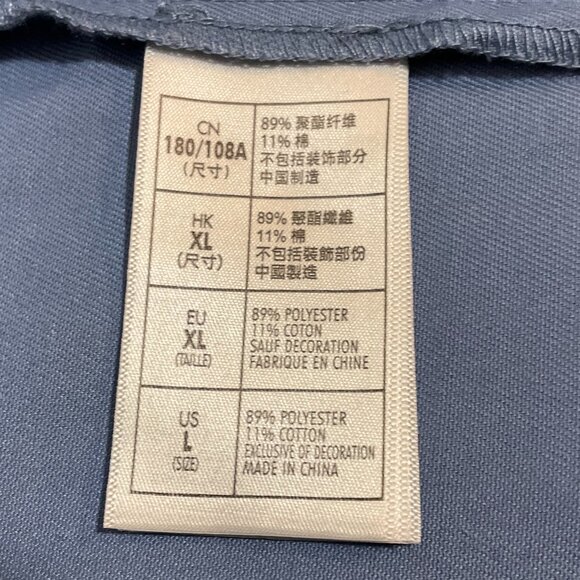 CN
180/108A
(尺寸)
89% 聚酯纤维
11% 棉
不包括装饰部分
中国制造
HK
XL
(尺寸)
89% 聚酯纖維
11% 棉
不包括裝飾部份
中國製造
EU
XL
(TAILLE)
89% POLYESTER
11% COTON
SAUF DECORATION
FABRIQUE EN CHINE
US
L
(SIZE)
89% POLYESTER
11% COTTON
EXCLUSIVE OF DECORATION
MADE IN CHINA